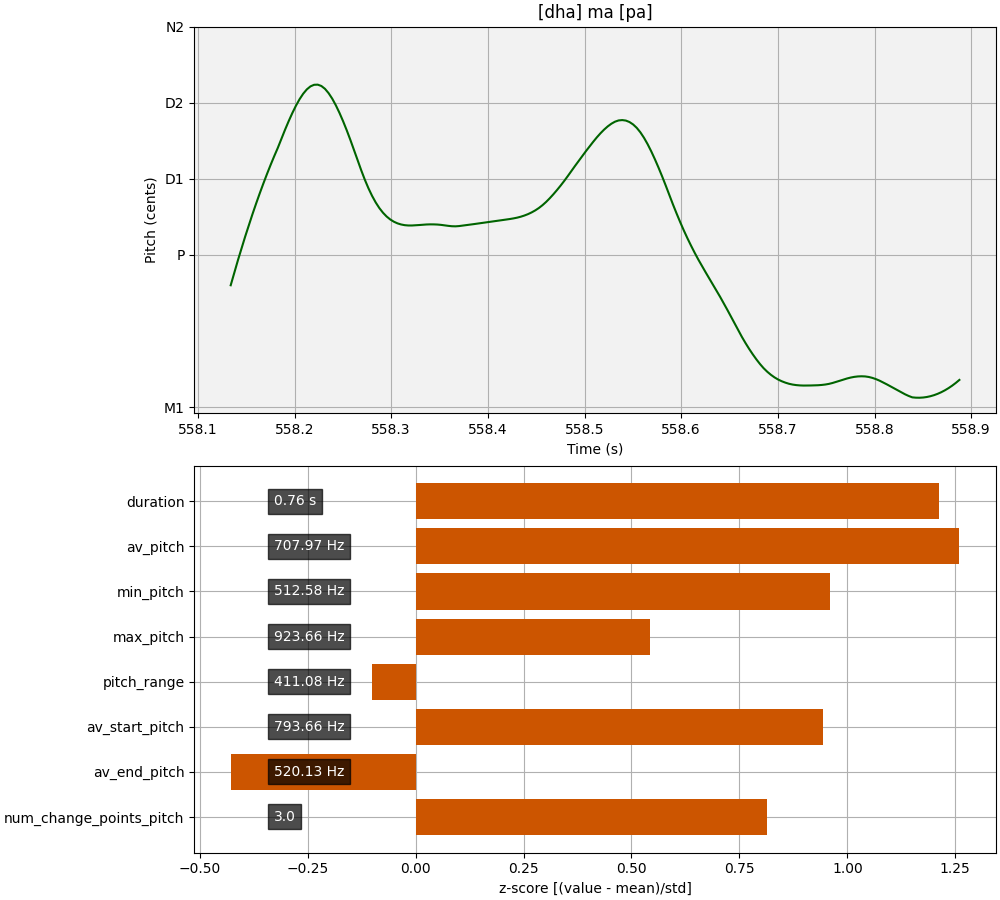 [dha] ma [pa]
N2
D2
D1
P
M1
Pitch (cents)
558.1 558.2 558.3 558.4 558.5 558.6 558.7 558.8 558.9
Time (s)
duration 0.76 s
av_pitch 707.97 Hz
min_pitch 512.58 Hz
max_pitch 923.66 Hz
pitch_range 411.08 Hz
av_start_pitch 793.66 Hz
av_end_pitch 520.13 Hz
num_change_points_pitch 3.0
−0.50 −0.25 0.00 0.25 0.50 0.75 1.00 1.25
z-score [(value - mean)/std]